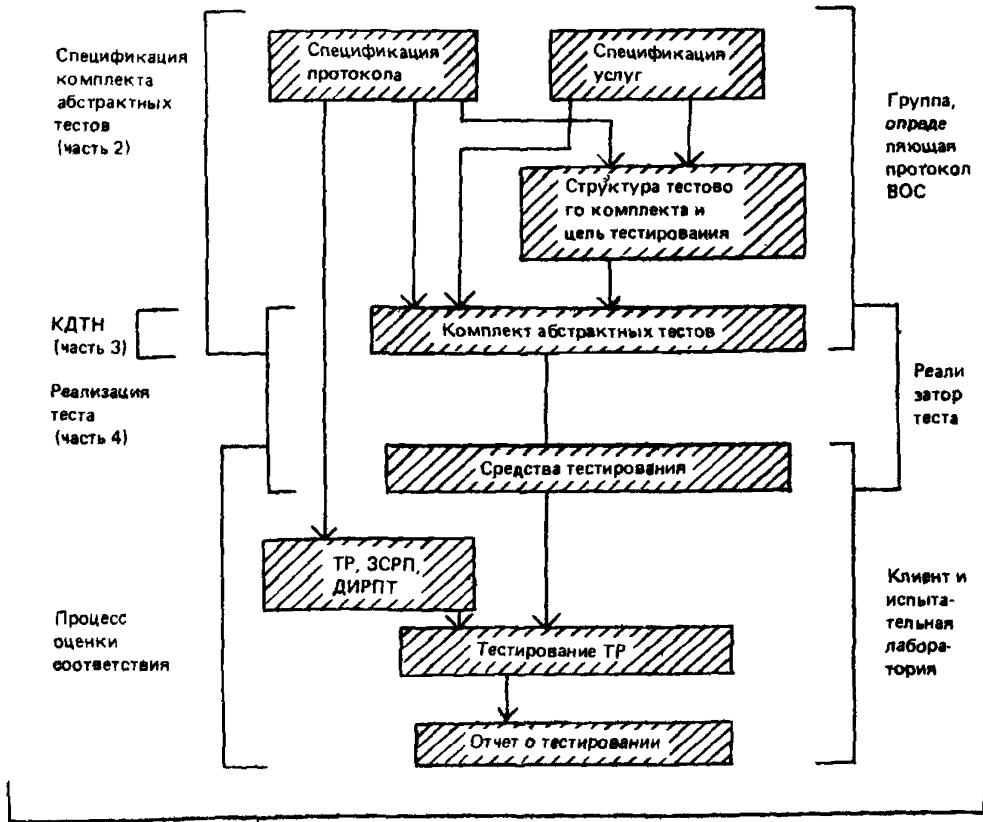 Спецификация
комплекта
абстрактных
тестов
(часть 2)
Спецификация
протокола
Спецификация
услуг
Группа,
опреде
ляющая
протокол
ВОС
Структура тестово
го комплекта и
цель тестирования
КДТН
(часть 3)
Комплект абстрактных тестов
Реализация
теста
(часть 4)
Реали
затор
теста
Средства тестирования
ТР, ЗСРП,
ДИРПТ
Клиент и
испыта-
тельная
лабора-
тория
Процесс
оценки
соответствия
Тестирование ТР
Отчет о тестировании